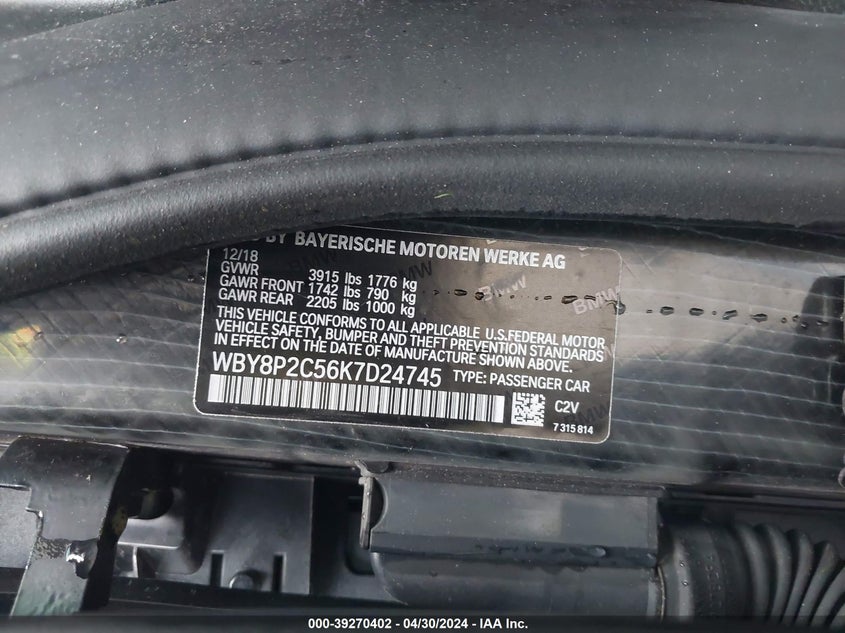 BY BAYERISCHE MOTOREN WERKE AG
12/18
GVWR 3915 lbs 1776 kg
GAWR FRONT 1742 lbs 790 kg
GAWR REAR 2205 lbs 1000 kg
THIS VEHICLE CONFORMS TO ALL APPLICABLE U.S.FEDERAL MOTOR
VEHICLE SAFETY, BUMPER AND THEFT PREVENTION STANDARDS
IN EFFECT ON THE DATE OF MANUFACTURE SHOWN ABOVE.
WBY8P2C56K7D24745 TYPE: PASSENGER CAR
C2V
7 315 814
BMW
BMW
BMW
000-39270402 - 04/30/2024 - IAA Inc.